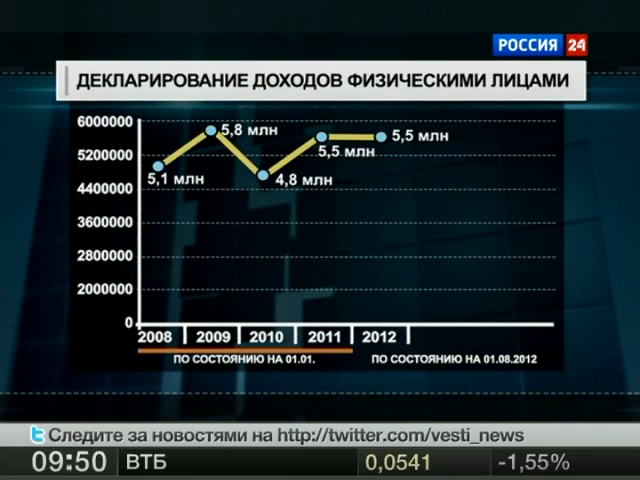 РОССИЯ 24
ДЕКЛАРИРОВАНИЕ ДОХОДОВ ФИЗИЧЕСКИМИ ЛИЦАМИ
6000000
5200000
4400000
3600000
2800000
2000000
0
5,1 млн
5,8 млн
4,8 млн
5,5 млн
5,5 млн
2008 2009 2010 2011 2012
ПО СОСТОЯНИЮ НА 01.01. ПО СОСТОЯНИЮ НА 01.08.2012
Следите за новостями на http://twitter.com/vesti_news
09:50 ВТБ 0,0541 -1,55%